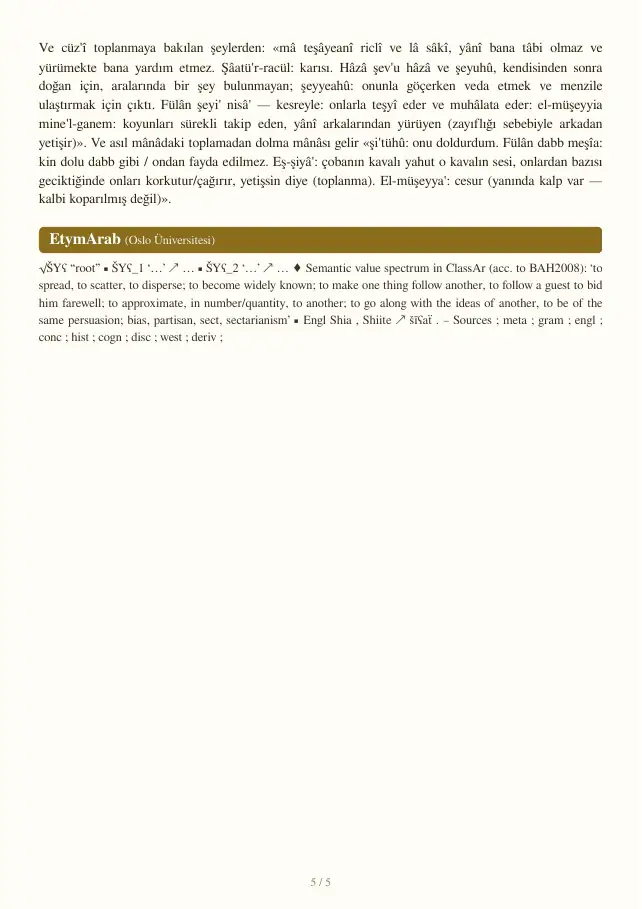 Ve cüz'î toplanmaya bakılan şeylerden: «mâ teşâyeanî riclî ve lâ sâkî, yânî bana tâbi olmaz ve
yürümekte bana yardım etmez. Şâatü'r-racül: karısı. Hâzâ şev'u hâzâ ve şeyuhû, kendisinden sonra
doğan için, aralarında bir şey bulunmayan; şeyyeahû: onunla göçerken veda etmek ve menzile
ulaştırmak için çıktı. Fülân şeyi' nisâ' — kesreyle: onlarla teşyî eder ve muhâlata eder: el-müşeyyia
mine'l-ganem: koyunları sürekli takip eden, yânî arkalarından yürüyen (zayıflığı sebebiyle arkadan
yetişir)». Ve asıl mânâdaki toplamadan dolma mânâsı gelir «şi'tühû: onu doldurdum. Fülân dabb meşîa:
kin dolu dabb gibi / ondan fayda edilmez. Eş-şiyâ': çobanın kavalı yahut o kavalın sesi, onlardan bazısı
geciktiğinde onları korkutur/çağırır, yetişsin diye (toplanma). El-müşeyya': cesur (yanında kalp var —
kalbi koparılmış değil)».
EtymArab (Oslo Üniversitesi)
√ŠYʕ “root” ▪ ŠYʕ_1 ‘…’ ↗ … ▪ ŠYʕ_2 ‘…’ ↗ … ♦ Semantic value spectrum in ClassAr (acc. to BAH2008): ‘to
spread, to scatter, to disperse; to become widely known; to make one thing follow another, to follow a guest to bid
him farewell; to approximate, in number/quantity, to another; to go along with the ideas of another, to be of the
same persuasion; bias, partisan, sect, sectarianism’ ▪ Engl Shia , Shiite ↗ šīʕaẗ . – Sources ; meta ; gram ; engl ;
conc ; hist ; cogn ; disc ; west ; deriv ;
5 / 5